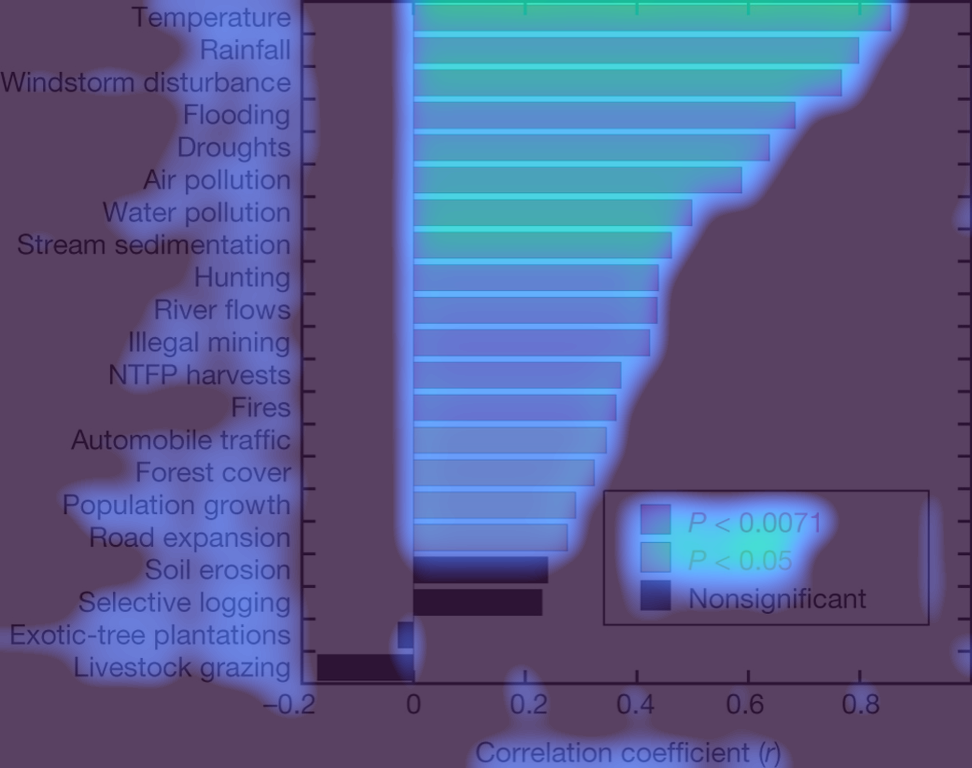 Temperature
Rainfall
Windstorm disturbance
Flooding
Droughts
Air pollution
Water pollution
Stream sedimentation
Hunting
River flows
Illegal mining
NTFP harvests
Fires
Automobile traffic
Forest cover
Population growth
Road expansion
Soil erosion
Selective logging
Exotic-tree plantations
Livestock grazing
P < 0.0071
P < 0.05
Nonsignificant
−0.2 0 0.2 0.4 0.6 0.8
Correlation coefficient (r)